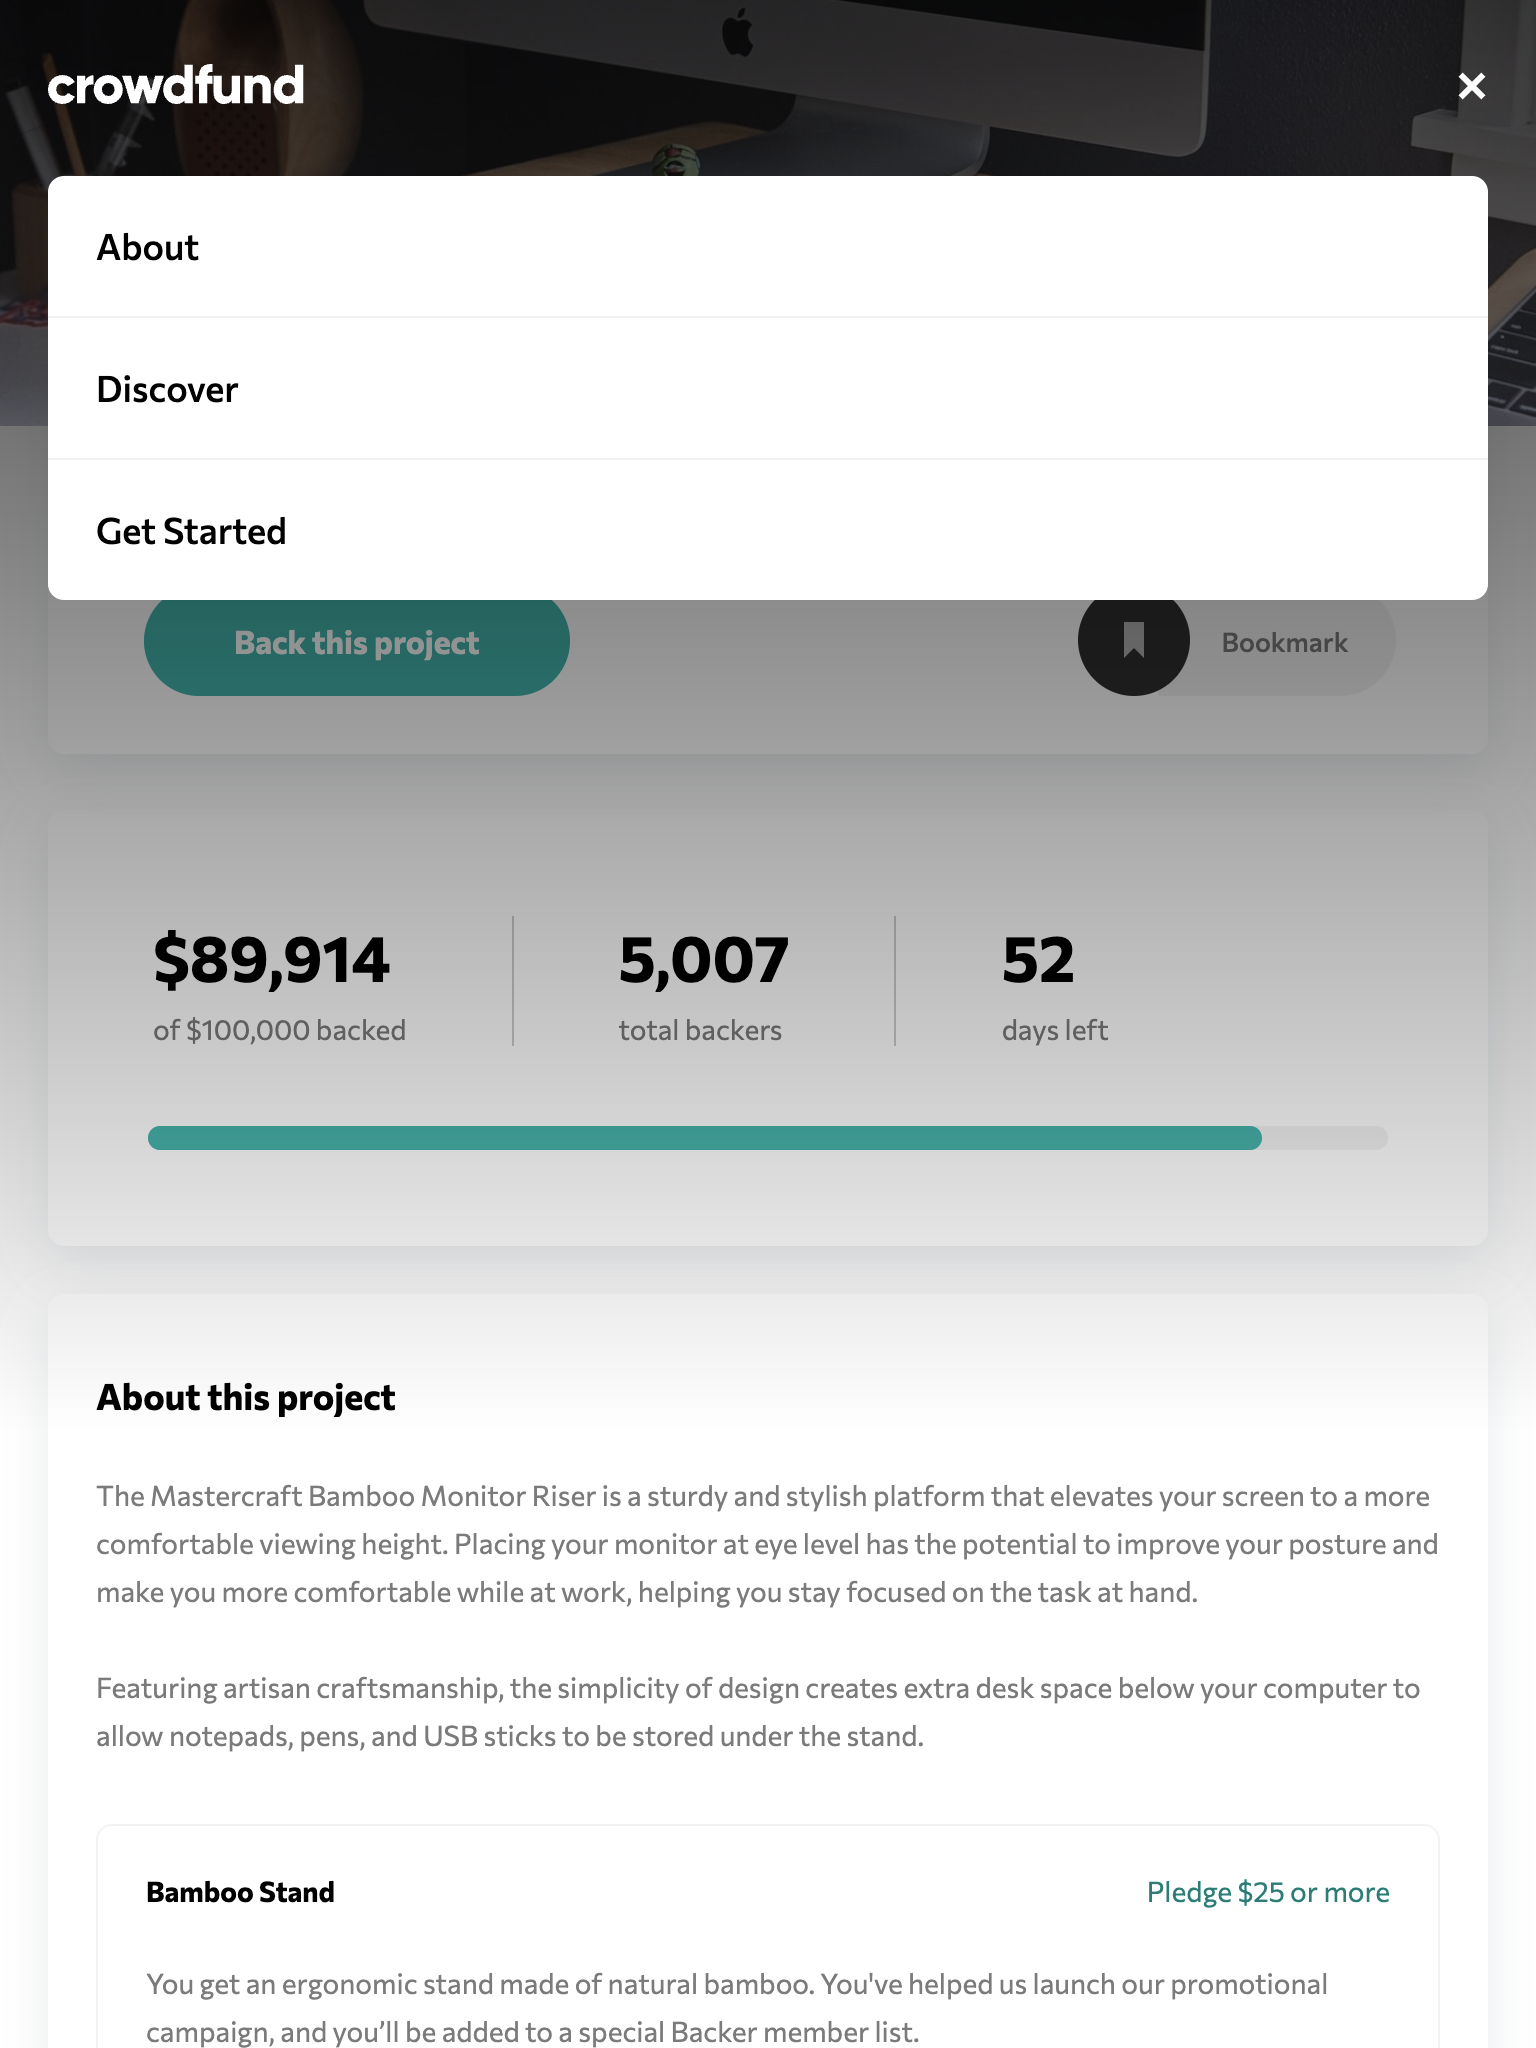 crowdfund
About
Discover
Get Started
Back this project
Bookmark
$89,914
of $100,000 backed
5,007
total backers
52
days left
About this project
The Mastercraft Bamboo Monitor Riser is a sturdy and stylish platform that elevates your screen to a more
comfortable viewing height. Placing your monitor at eye level has the potential to improve your posture and
make you more comfortable while at work, helping you stay focused on the task at hand.
Featuring artisan craftsmanship, the simplicity of design creates extra desk space below your computer to
allow notepads, pens, and USB sticks to be stored under the stand.
Bamboo Stand
Pledge $25 or more
You get an ergonomic stand made of natural bamboo. You've helped us launch our promotional
campaign, and you’ll be added to a special Backer member list.